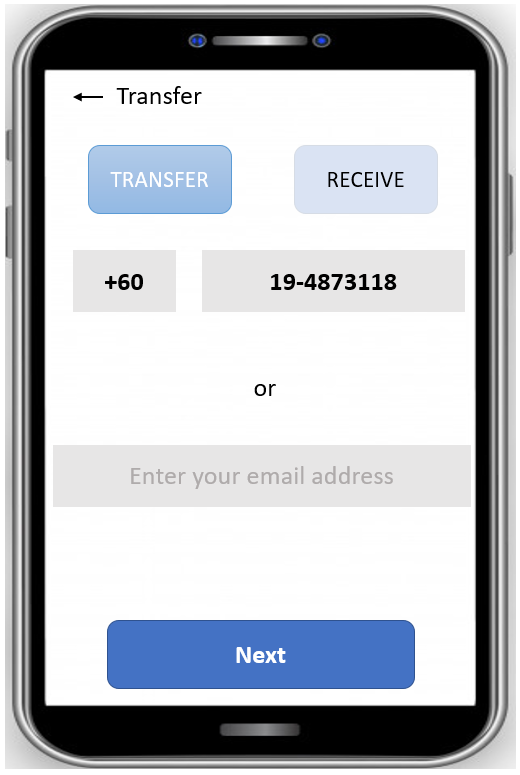 ← Transfer
TRANSFER RECEIVE
+60 19-4873118
or
Enter your email address
Next